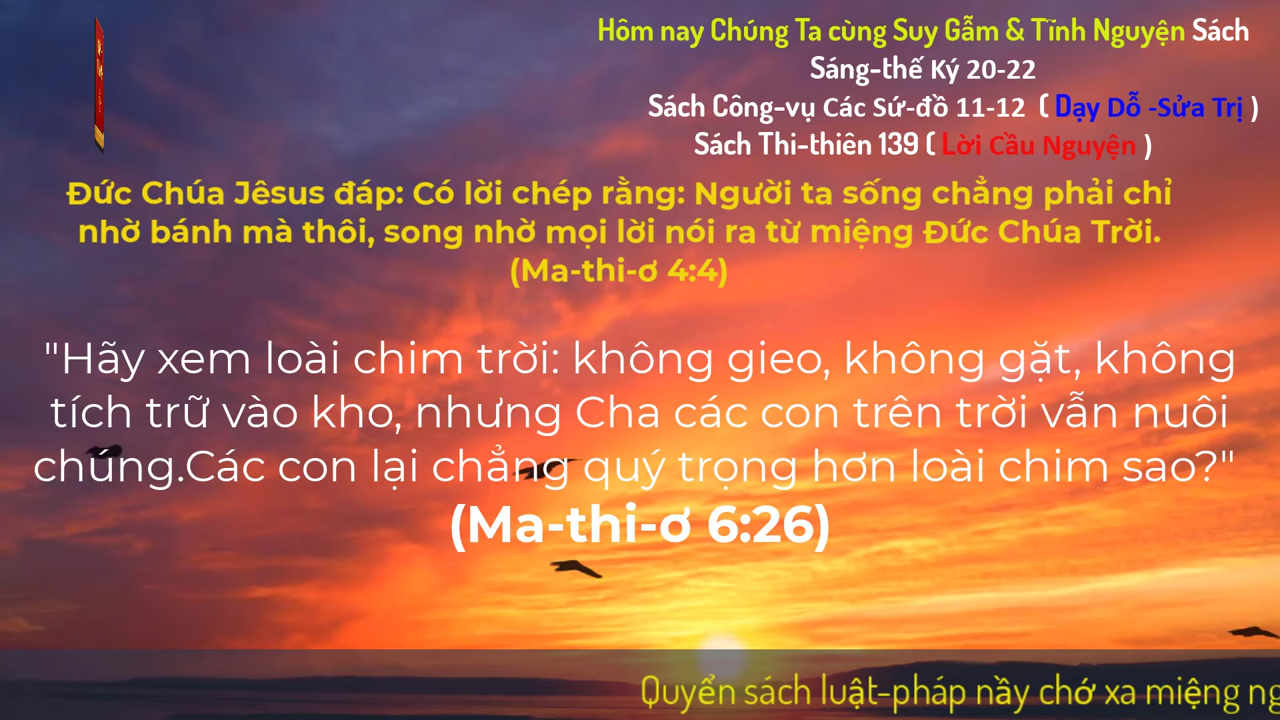 Hôm nay Chúng Ta cùng Suy Gẫm & Tĩnh Nguyện Sách
Sáng-thế Ký 20-22
Sách Công-vụ Các Sứ-đồ 11-12 ( Dạy Dỗ -Sửa Trị )
Sách Thi-thiên 139 ( Lời Cầu Nguyện )
Đức Chúa Jêsus đáp: Có lời chép rằng: Người ta sống chẳng phải chỉ
nhờ bánh mà thôi, song nhờ mọi lời nói ra từ miệng Đức Chúa Trời.
(Ma-thi-ơ 4:4)
"Hãy xem loài chim trời: không gieo, không gặt, không
tích trữ vào kho, nhưng Cha các con trên trời vẫn nuôi
chúng.Các con lại chẳng quý trọng hơn loài chim sao?"
(Ma-thi-ơ 6:26)
Quyển sách luật-pháp nầy chớ xa miệng ng